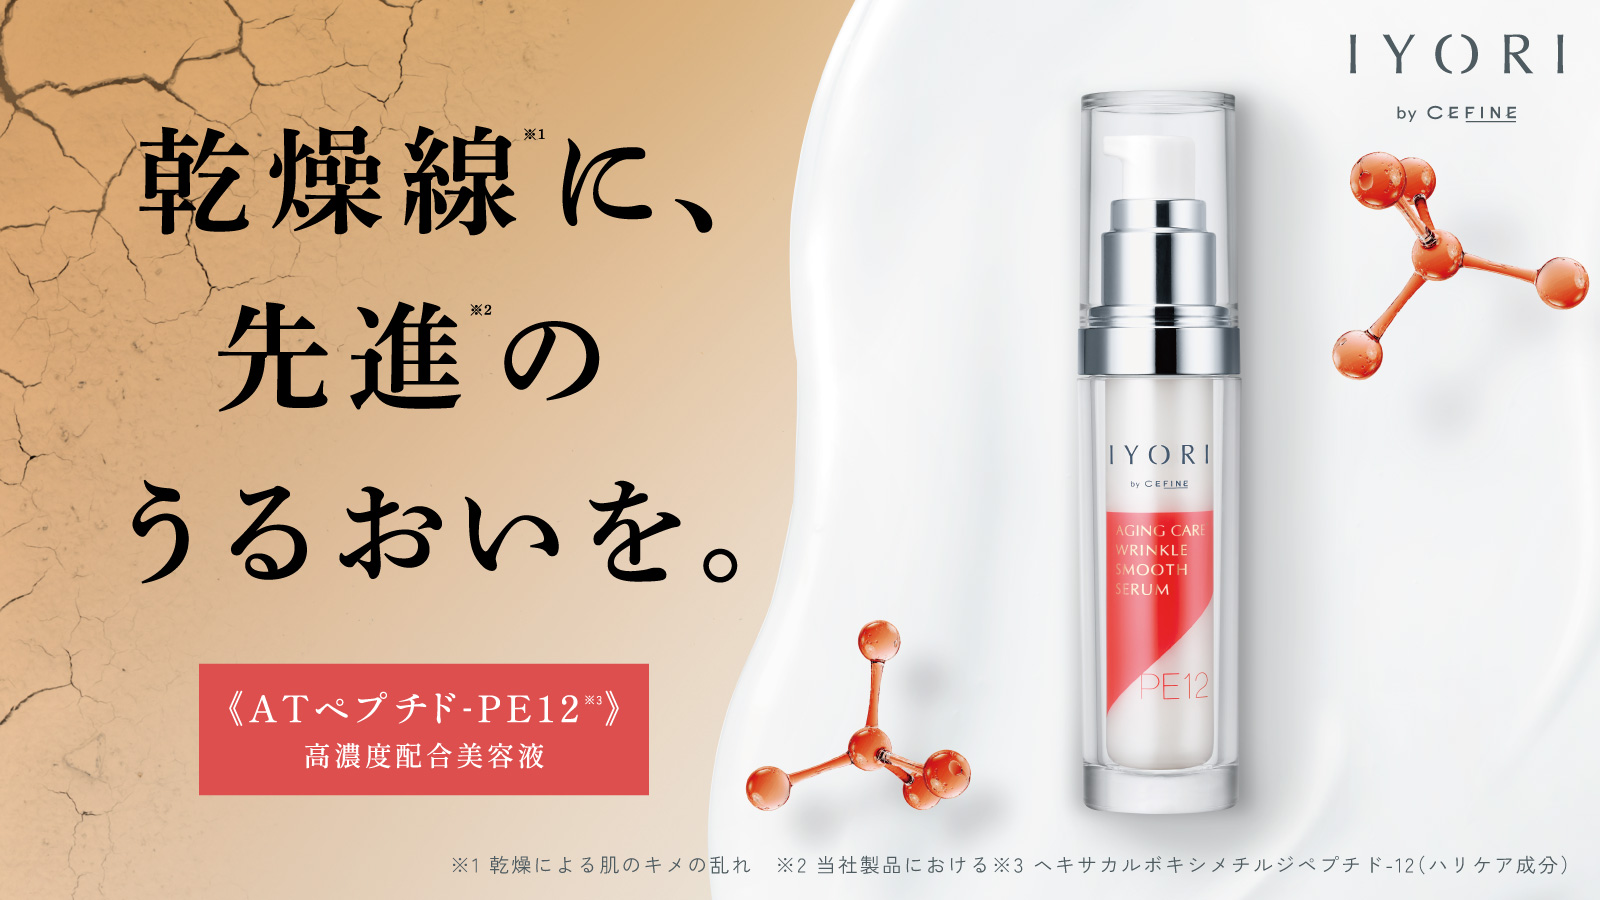 乾燥線※1に、
先進※2の
うるおいを。
《ATペプチド-PE12※3》
高濃度配合美容液
IYORI
by CEFINE
IYORI
by CEFINE
AGING CARE
WRINKLE
SMOOTH
SERUM
PE12
※1 乾燥による肌のキメの乱れ ※2 当社製品における※3 ヘキサカルボキシメチルジペプチド-12(ハリケア成分)